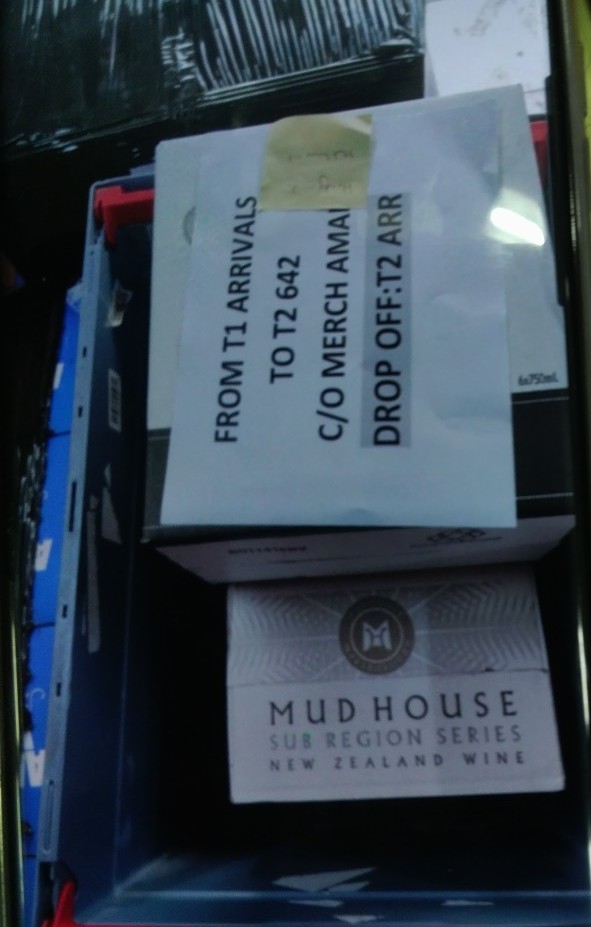 FROM T1 ARRIVALS
TO T2 642
C/O MERCH AMAI
DROP OFF:T2 ARR
6x750mL
MUD HOUSE
SUB REGION SERIES
NEW ZEALAND WINE